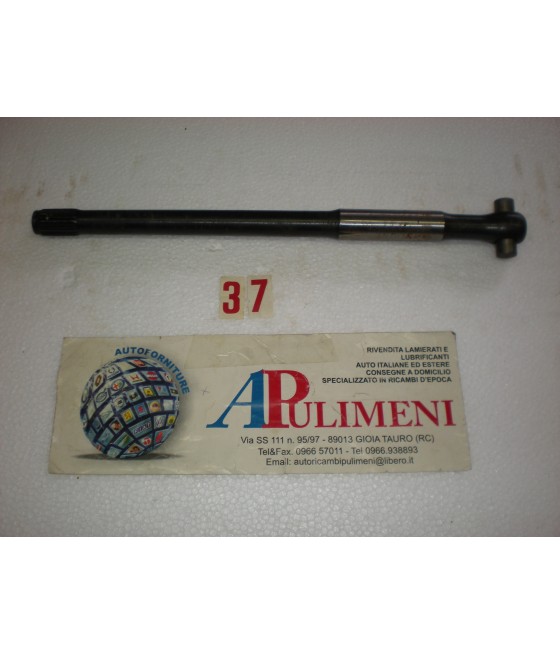 37
AUTOFORNITURE
RIVENDITA LAMIERATI E
LUBRIFICANTI
AUTO ITALIANE ED ESTERE
CONSEGNE A DOMICILIO
SPECIALIZZATO IN RICAMBI D'EPOCA
APULIMENI
Via SS 111 n. 95/97 - 89013 GIOIA TAURO (RC)
Tel&Fax. 0966 57011 - Tel 0966.938893
Email: autoricambipulimeni@libero.it